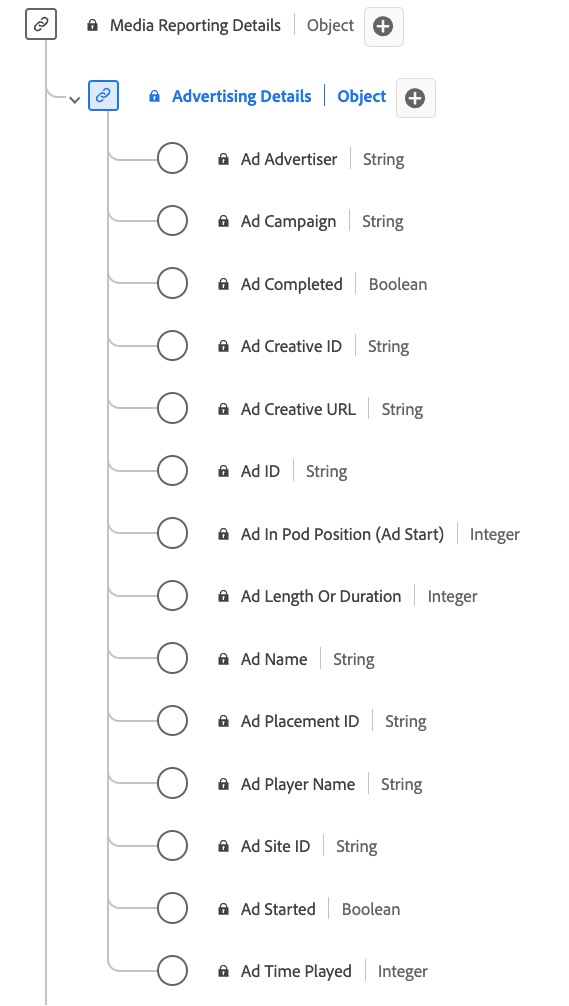 Media Reporting Details Object
Advertising Details Object
Ad Advertiser String
Ad Campaign String
Ad Completed Boolean
Ad Creative ID String
Ad Creative URL String
Ad ID String
Ad In Pod Position (Ad Start) Integer
Ad Length Or Duration Integer
Ad Name String
Ad Placement ID String
Ad Player Name String
Ad Site ID String
Ad Started Boolean
Ad Time Played Integer